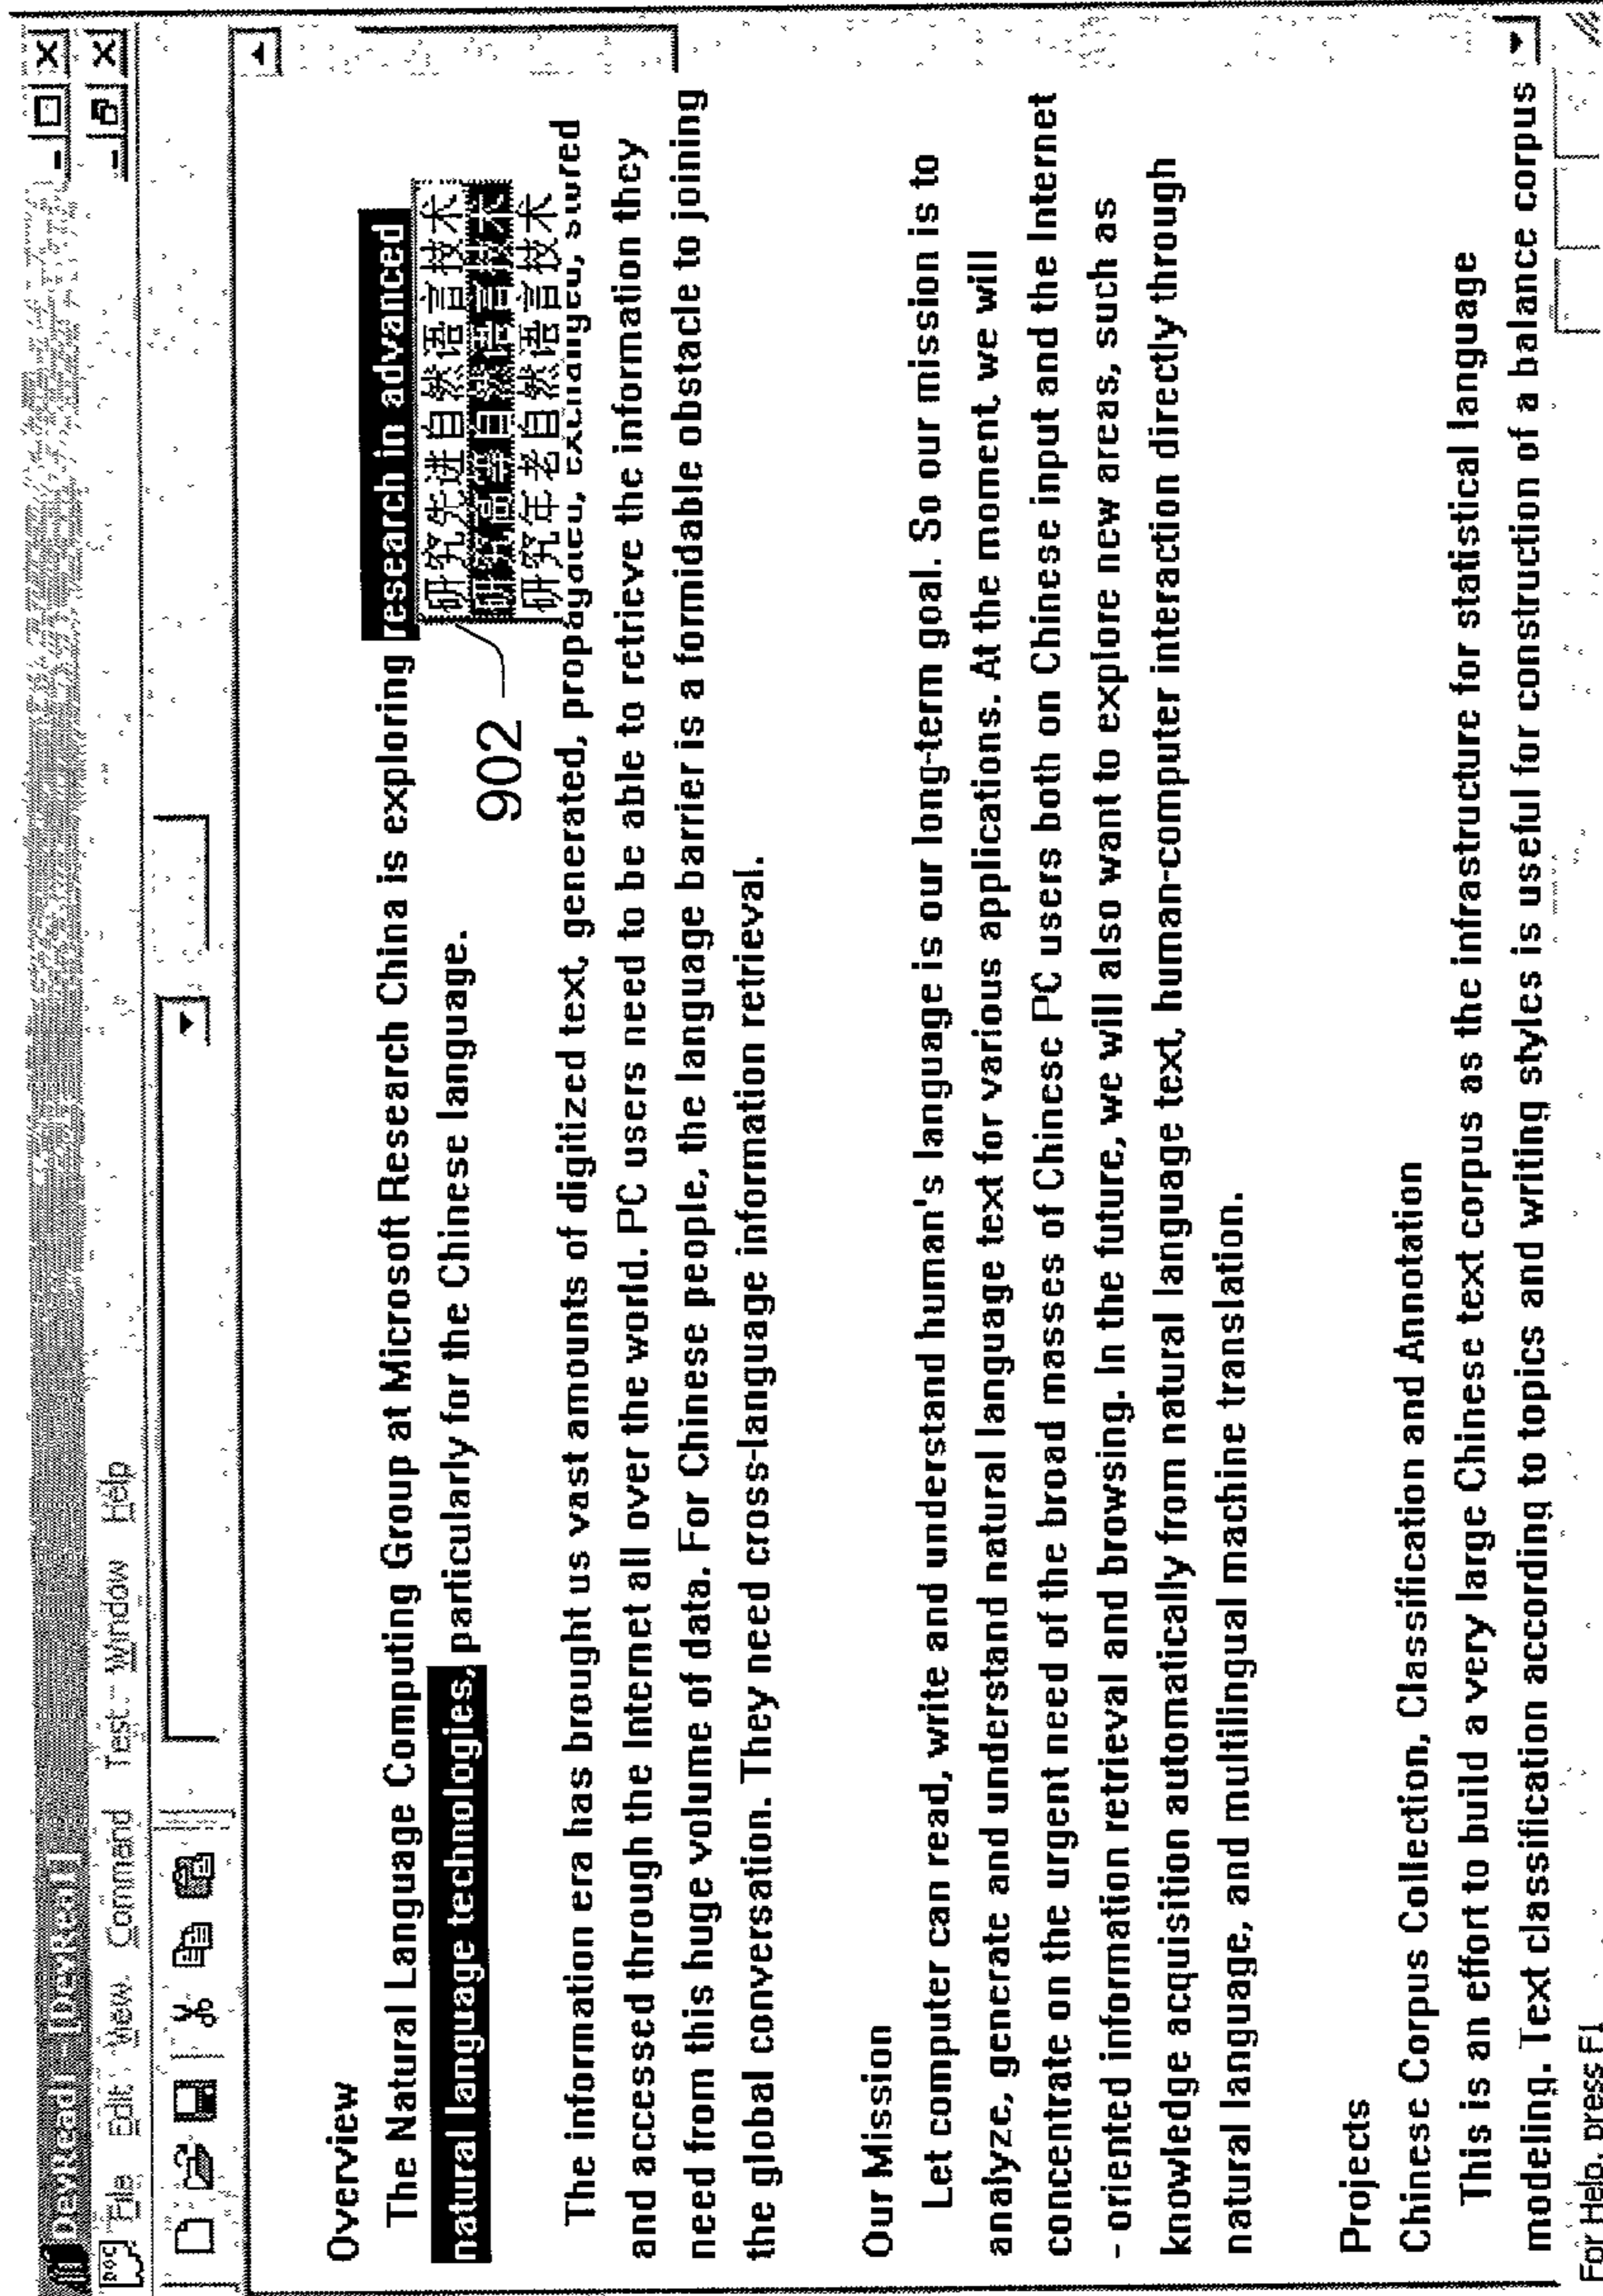 File Edit View Command Test Window Help
Overview
The Natural Language Computing Group at Microsoft Research China is exploring research in advanced
natural language technologies, particularly for the Chinese language.
研究先进自然语言技术
研究高等自然语言技术
研究年老自然语言技术
902
The information era has brought us vast amounts of digitized text, generated,
and accessed through the Internet all over the world. PC users need to be able to retrieve the information they
need from this huge volume of data. For Chinese people, the language barrier is a formidable obstacle to joining
the global conversation. They need cross-language information retrieval.
Our Mission
Let computer can read, write and understand human's language is our long-term goal. So our mission is to
analyze, generate and understand natural language text for various applications. At the moment, we will
concentrate on the urgent need of the broad masses of Chinese PC users both on Chinese input and the Internet
- oriented information retrieval and browsing. In the future, we will also want to explore new areas, such as
knowledge acquisition automatically from natural language text, human-computer interaction directly through
natural language, and multilingual machine translation.
Projects
Chinese Corpus Collection, Classification and Annotation
This is an effort to build a very large Chinese text corpus as the infrastructure for statistical language
modeling. Text classification according to topics and writing styles is useful for construction of a balance corpus
For Help, press F1